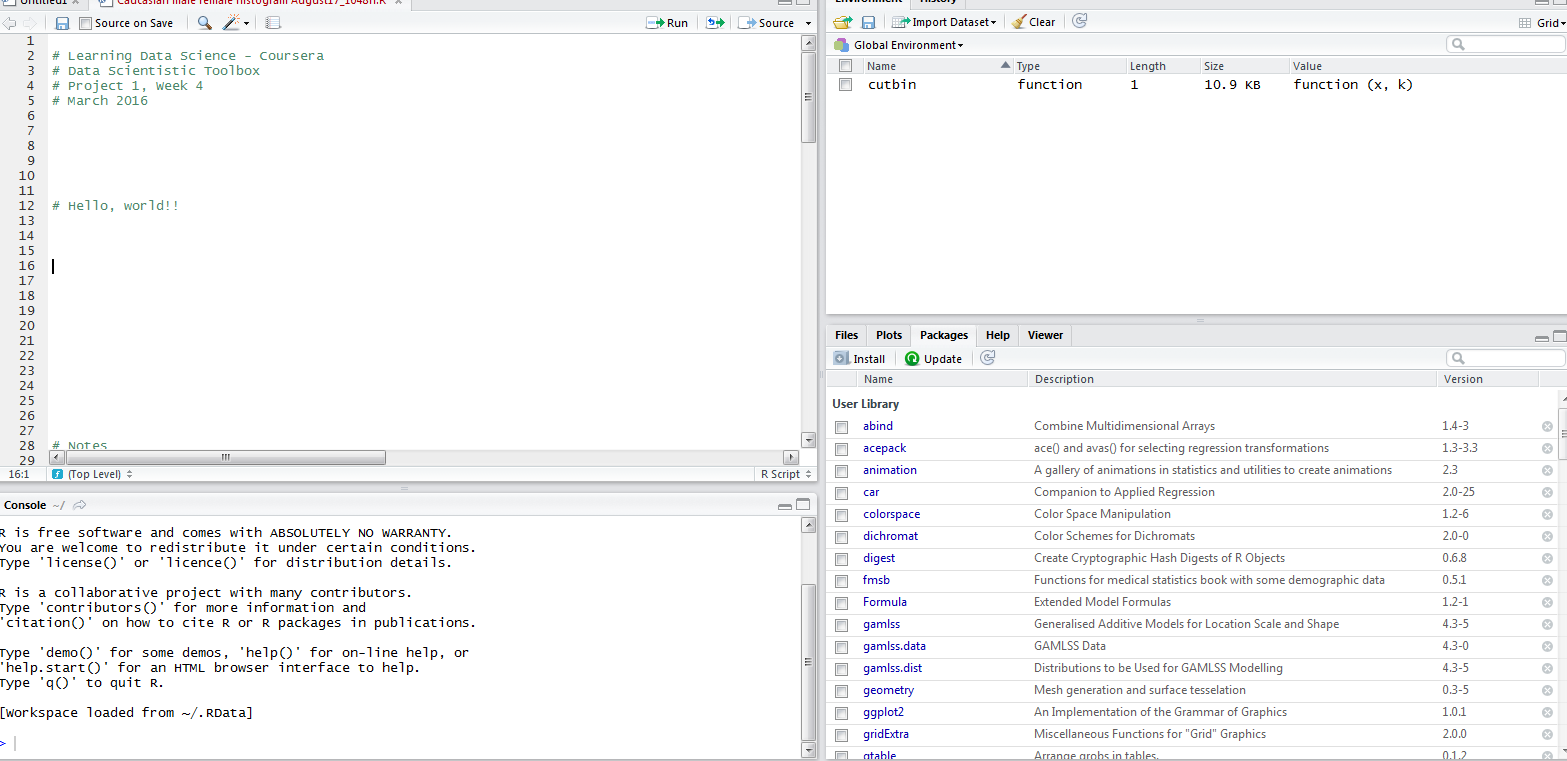 Untitled1
Caucasian male female histogram August17_1048h.R
Source on Save
Run
Source
1
2 # Learning Data Science - Coursera
3 # Data Scientistic Toolbox
4 # Project 1, Week 4
5 # March 2016
6
7
8
9
10
11
12 # Hello, world!!
13
14
15
16
17
18
19
20
21
22
23
24
25
26
27
28 # Notes
29
16:1 (Top Level) R Script
Console ~/
R is free software and comes with ABSOLUTELY NO WARRANTY.
You are welcome to redistribute it under certain conditions.
Type 'license()' or 'licence()' for distribution details.
R is a collaborative project with many contributors.
Type 'contributors()' for more information and
'citation()' on how to cite R or R packages in publications.
Type 'demo()' for some demos, 'help()' for on-line help, or
'help.start()' for an HTML browser interface to help.
Type 'q()' to quit R.
[Workspace loaded from ~/.RData]
>
Environment History
Import Dataset Clear Grid
Global Environment
Name Type Length Size Value
cutbin function 1 10.9 KB function (x, k)
Files Plots Packages Help Viewer
Install Update
Name Description Version
User Library
abind Combine Multidimensional Arrays 1.4-3
acepack ace() and avas() for selecting regression transformations 1.3-3.3
animation A gallery of animations in statistics and utilities to create animations 2.3
car Companion to Applied Regression 2.0-25
colorspace Color Space Manipulation 1.2-6
dichromat Color Schemes for Dichromats 2.0-0
digest Create Cryptographic Hash Digests of R Objects 0.6.8
fmsb Functions for medical statistics book with some demographic data 0.5.1
Formula Extended Model Formulas 1.2-1
gamlss Generalised Additive Models for Location Scale and Shape 4.3-5
gamlss.data GAMLSS Data 4.3-0
gamlss.dist Distributions to be Used for GAMLSS Modelling 4.3-5
geometry Mesh generation and surface tesselation 0.3-5
ggplot2 An Implementation of the Grammar of Graphics 1.0.1
gridExtra Miscellaneous Functions for "Grid" Graphics 2.0.0
gtable Arrange grobs in tables. 0.1.2